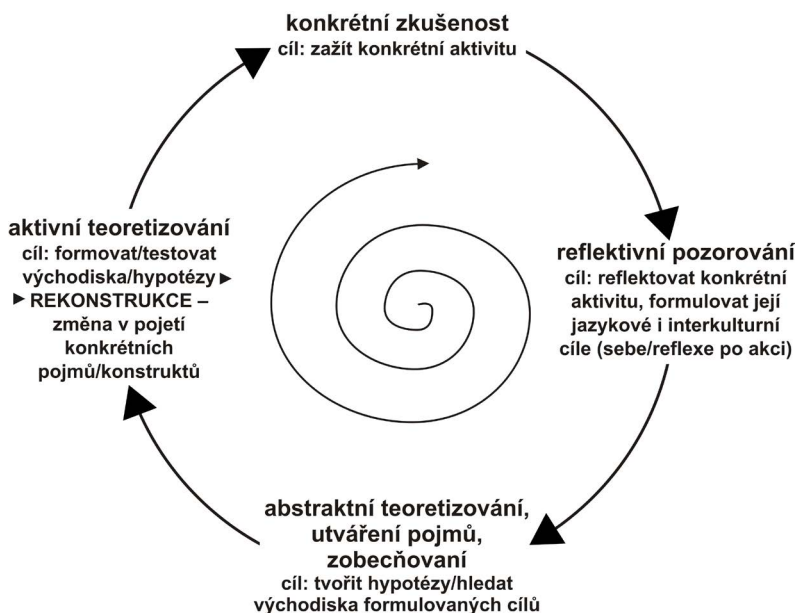 konkrétní zkušenost
cíl: zažít konkrétní aktivitu
reflektivní pozorování
cíl: reflektovat konkrétní
aktivitu, formulovat její
jazykové i interkulturní
cíle (sebe/reflexe po akci)
abstraktní teoretizování,
utváření pojmů,
zobecňovaní
cíl: tvořit hypotézy/hledat
východiska formulovaných cílů
aktivní teoretizování
cíl: formovat/testovat
východiska/hypotézy ►
► REKONSTRUKCE –
změna v pojetí
konkrétních
pojmů/konstruktů